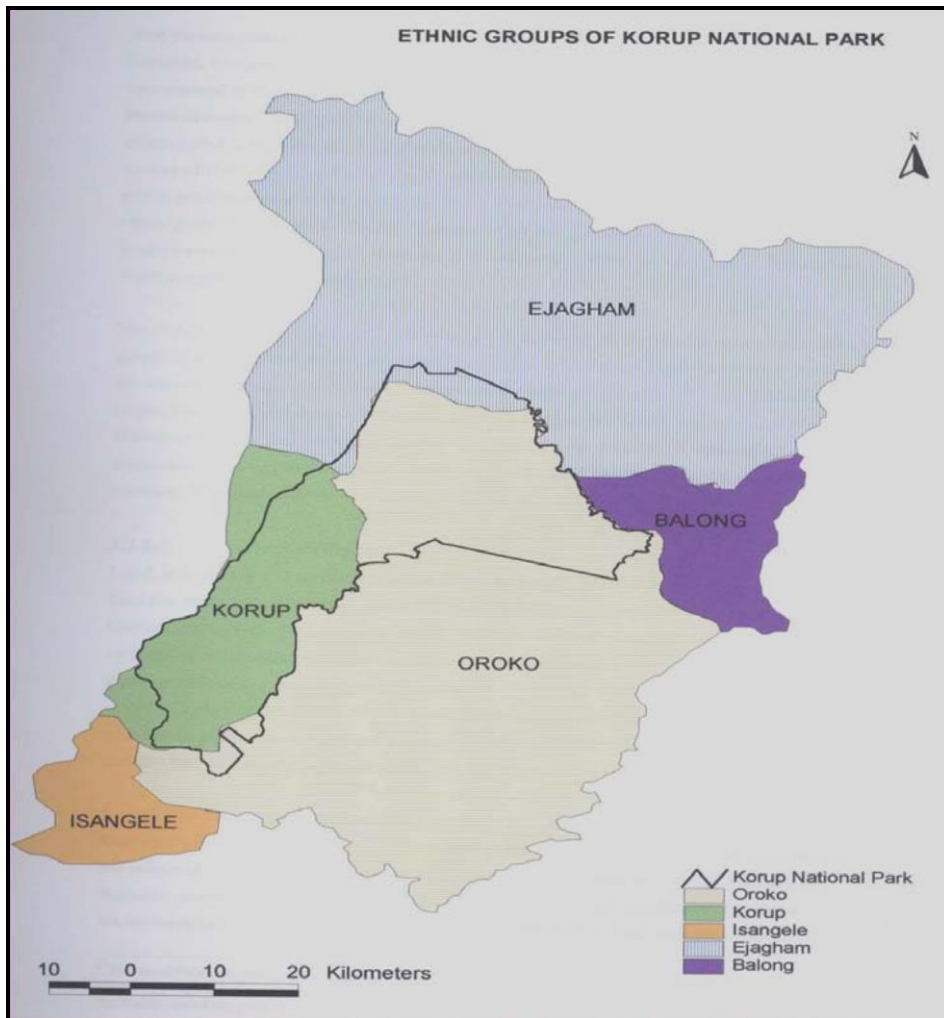 ETHNIC GROUPS OF KORUP NATIONAL PARK
N
EJAGHAM
BALONG
KORUP
OROKO
ISANGELE
Korup National Park
Oroko
Korup
Isangele
Ejagham
Balong
10 0 10 20 Kilometers